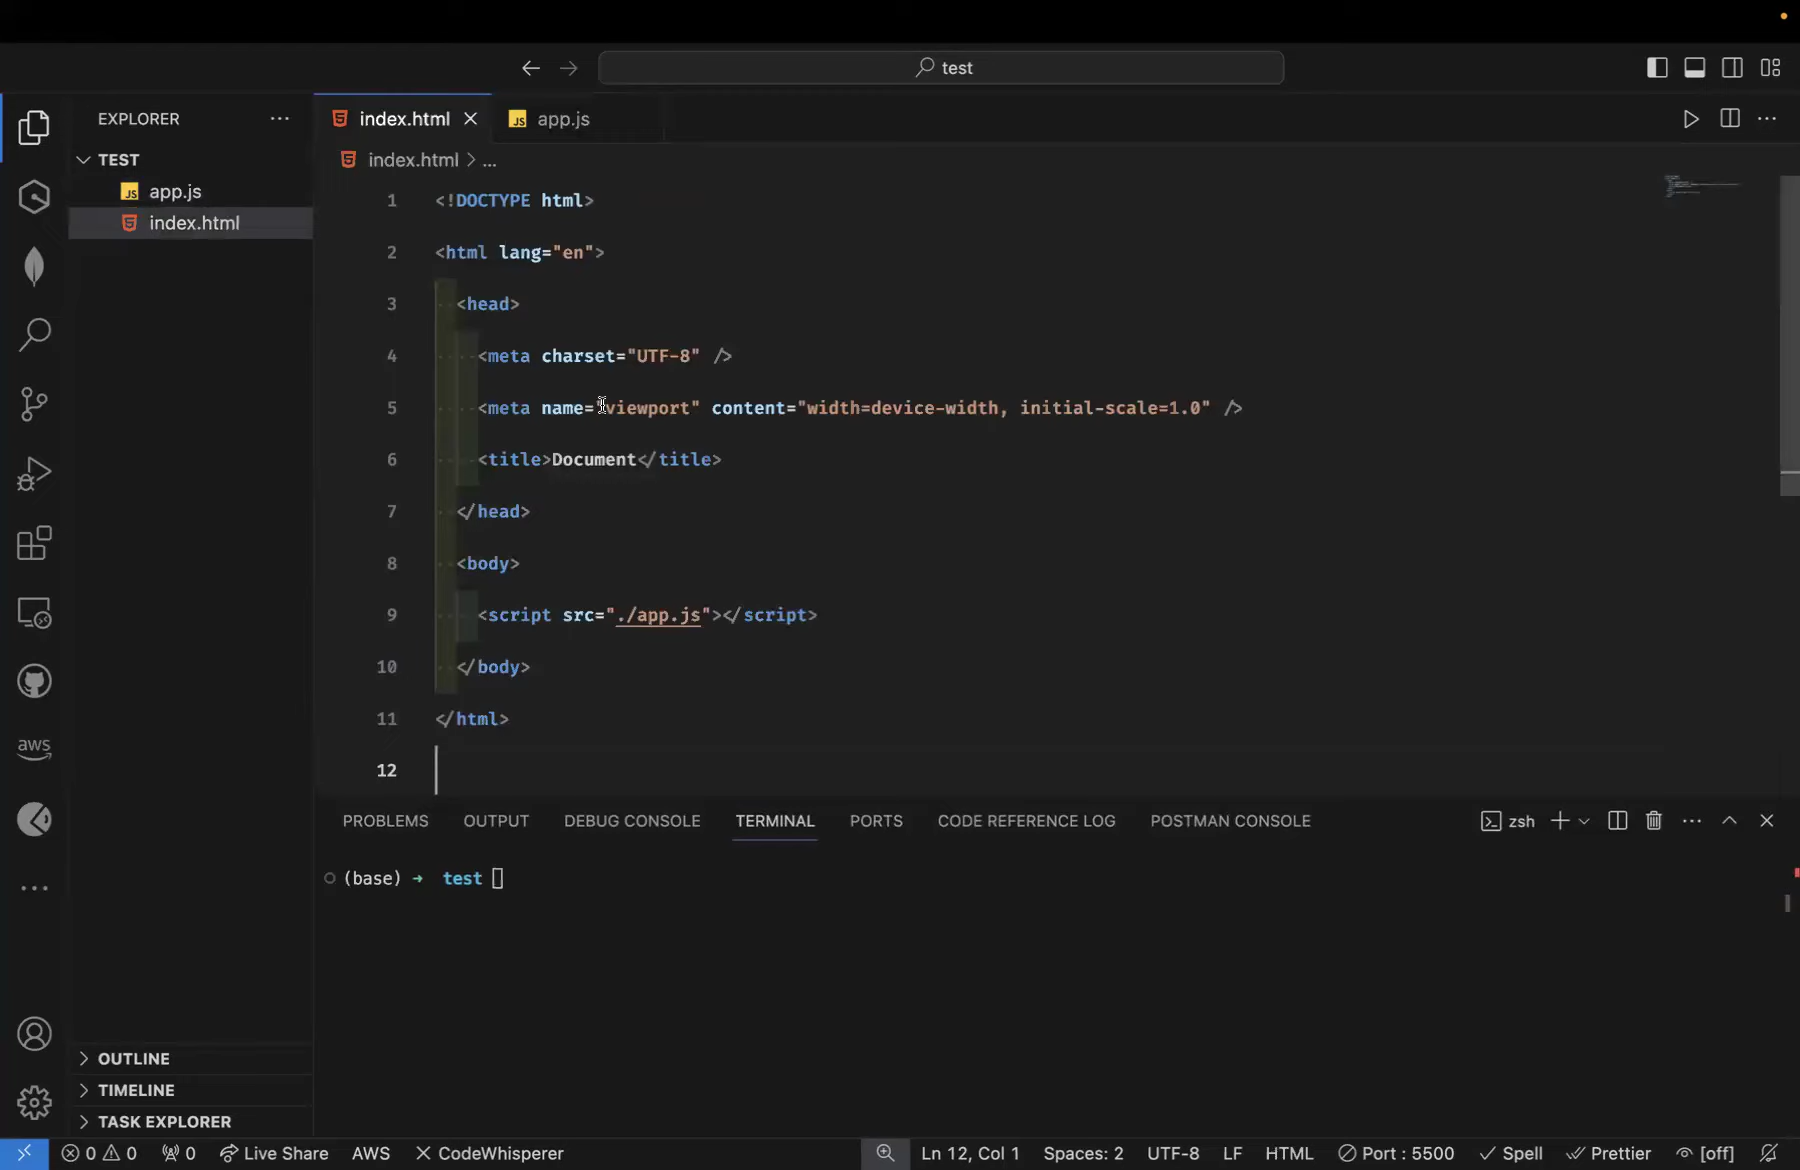 test
EXPLORER
TEST
JS app.js
index.html
index.html
JS app.js
index.html > ...
1 <!DOCTYPE html>
2 <html lang="en">
3 <head>
4 <meta charset="UTF-8" />
5 <meta name="viewport" content="width=device-width, initial-scale=1.0" />
6 <title>Document</title>
7 </head>
8 <body>
9 <script src="./app.js"></script>
10 </body>
11 </html>
12
PROBLEMS OUTPUT DEBUG CONSOLE TERMINAL PORTS CODE REFERENCE LOG POSTMAN CONSOLE zsh
(base) → test
aws
OUTLINE
TIMELINE
TASK EXPLORER
0 0 0 Live Share AWS CodeWhisperer Ln 12, Col 1 Spaces: 2 UTF-8 LF HTML Port : 5500 Spell Prettier [off]